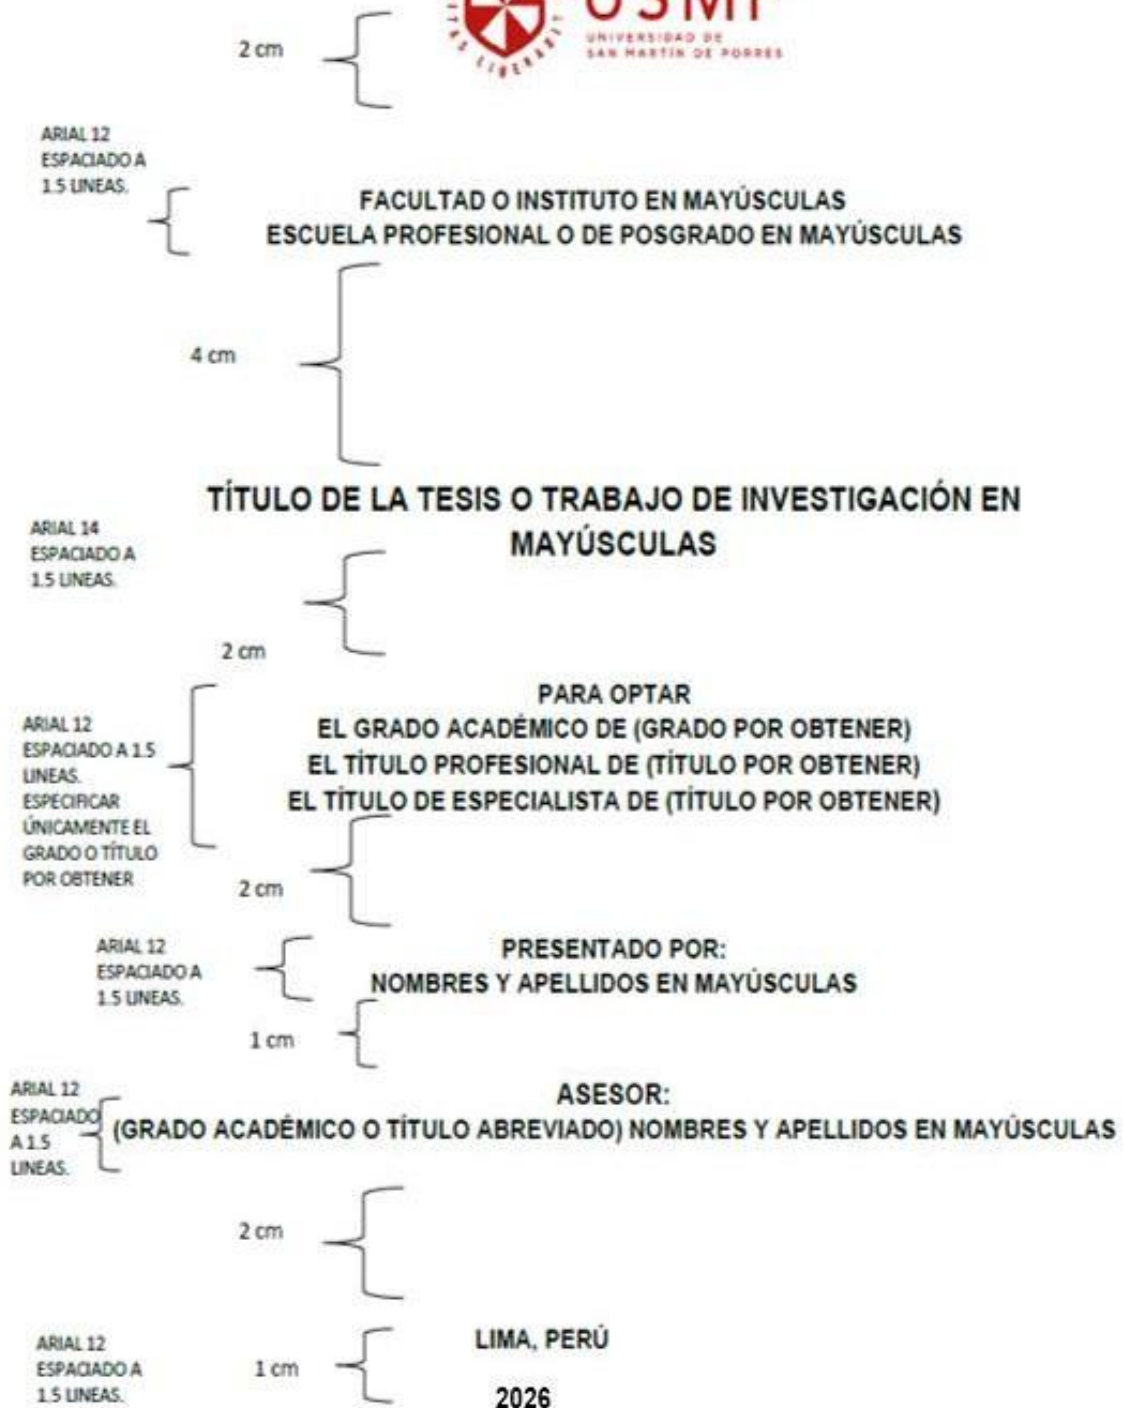 USMP
UNIVERSIDAD DE
SAN MARTÍN DE PORRES
2 cm
ARIAL 12
ESPACIADO A
1.5 LINEAS.
FACULTAD O INSTITUTO EN MAYÚSCULAS
ESCUELA PROFESIONAL O DE POSGRADO EN MAYÚSCULAS
4 cm
TÍTULO DE LA TESIS O TRABAJO DE INVESTIGACIÓN EN
MAYÚSCULAS
ARIAL 14
ESPACIADO A
1.5 LINEAS.
2 cm
PARA OPTAR
EL GRADO ACADÉMICO DE (GRADO POR OBTENER)
EL TÍTULO PROFESIONAL DE (TÍTULO POR OBTENER)
EL TÍTULO DE ESPECIALISTA DE (TÍTULO POR OBTENER)
ARIAL 12
ESPACIADO A 1.5
LINEAS.
ESPECIFICAR
ÚNICAMENTE EL
GRADO O TÍTULO
POR OBTENER
2 cm
ARIAL 12
ESPACIADO A
1.5 LINEAS.
PRESENTADO POR:
NOMBRES Y APELLIDOS EN MAYÚSCULAS
1 cm
ARIAL 12
ESPACIADO
A 1.5
LINEAS.
ASESOR:
(GRADO ACADÉMICO O TÍTULO ABREVIADO) NOMBRES Y APELLIDOS EN MAYÚSCULAS
2 cm
ARIAL 12
ESPACIADO A
1.5 LINEAS.
1 cm
LIMA, PERÚ
2026